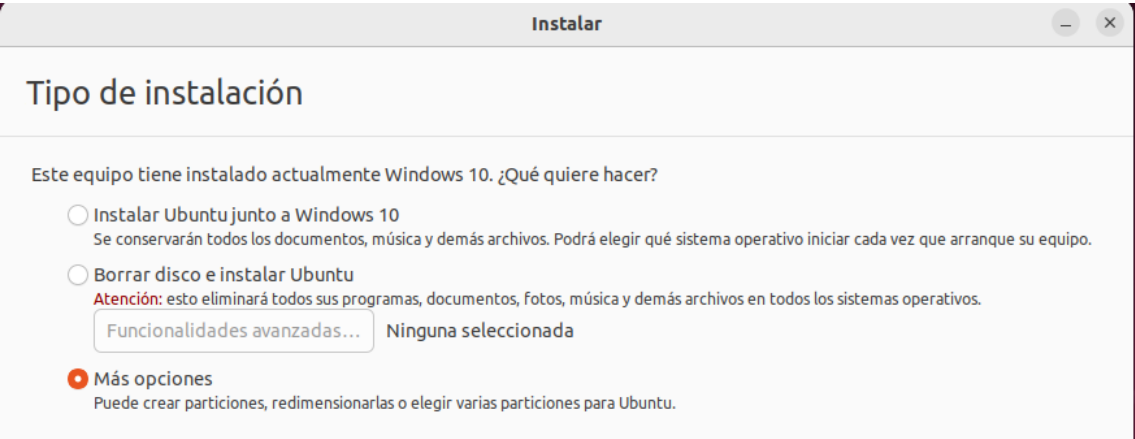 Instalar
Tipo de instalación
Este equipo tiene instalado actualmente Windows 10. ¿Qué quiere hacer?
Instalar Ubuntu junto a Windows 10
Se conservarán todos los documentos, música y demás archivos. Podrá elegir qué sistema operativo iniciar cada vez que arranque su equipo.
Borrar disco e instalar Ubuntu
Atención: esto eliminará todos sus programas, documentos, fotos, música y demás archivos en todos los sistemas operativos.
Funcionalidades avanzadas... Ninguna seleccionada
Más opciones
Puede crear particiones, redimensionarlas o elegir varias particiones para Ubuntu.